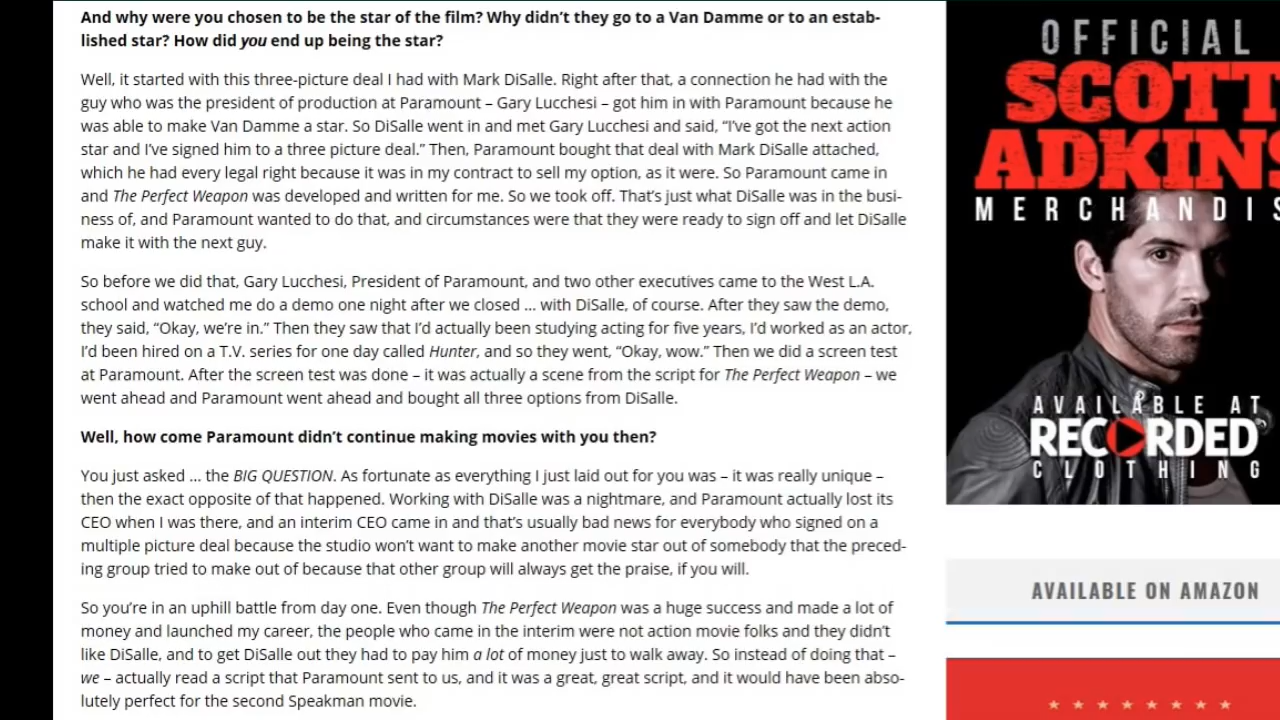 And why were you chosen to be the star of the film? Why didn’t they go to a Van Damme or to an estab-
lished star? How did you end up being the star?
Well, it started with this three-picture deal I had with Mark DiSalle. Right after that, a connection he had with the
guy who was the president of production at Paramount – Gary Lucchesi – got him in with Paramount because he
was able to make Van Damme a star. So DiSalle went in and met Gary Lucchesi and said, “I’ve got the next action
star and I’ve signed him to a three picture deal.” Then, Paramount bought that deal with Mark DiSalle attached,
which he had every legal right because it was in my contract to sell my option, as it were. So Paramount came in
and The Perfect Weapon was developed and written for me. So we took off. That’s just what DiSalle was in the busi-
ness of, and Paramount wanted to do that, and circumstances were that they were ready to sign off and let DiSalle
make it with the next guy.
So before we did that, Gary Lucchesi, President of Paramount, and two other executives came to the West L.A.
school and watched me do a demo one night after we closed … with DiSalle, of course. After they saw the demo,
they said, “Okay, we’re in.” Then they saw that I’d actually been studying acting for five years, I’d worked as an actor,
I’d been hired on a T.V. series for one day called Hunter, and so they went, “Okay, wow.” Then we did a screen test
at Paramount. After the screen test was done – it was actually a scene from the script for The Perfect Weapon – we
went ahead and Paramount went ahead and bought all three options from DiSalle.
Well, how come Paramount didn’t continue making movies with you then?
You just asked … the BIG QUESTION. As fortunate as everything I just laid out for you was – it was really unique –
then the exact opposite of that happened. Working with DiSalle was a nightmare, and Paramount actually lost its
CEO when I was there, and an interim CEO came in and that’s usually bad news for everybody who signed on a
multiple picture deal because the studio won’t want to make another movie star out of somebody that the preced-
ing group tried to make out of because that other group will always get the praise, if you will.
So you’re in an uphill battle from day one. Even though The Perfect Weapon was a huge success and made a lot of
money and launched my career, the people who came in the interim were not action movie folks and they didn’t
like DiSalle, and to get DiSalle out they had to pay him a lot of money just to walk away. So instead of doing that –
we – actually read a script that Paramount sent to us, and it was a great, great script, and it would have been abso-
lutely perfect for the second Speakman movie.
OFFICIAL
SCOTT
ADKINS
MERCHANDIS
AVAILABLE AT
RECORDED
CLOTHING
AVAILABLE ON AMAZON